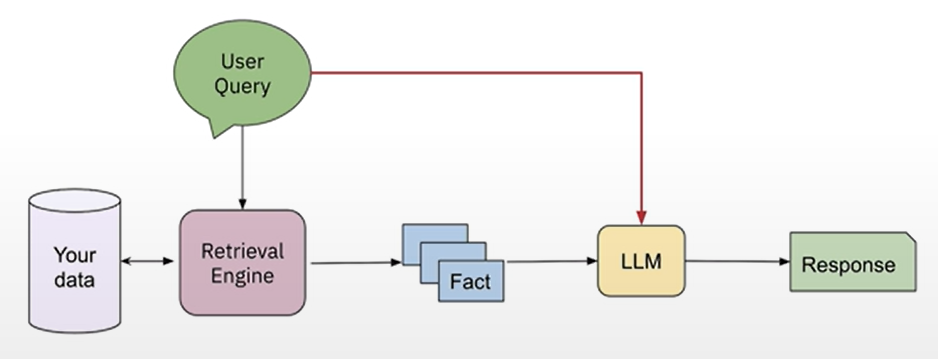 User
Query
Your
data
Retrieval
Engine
Fact
LLM
Response